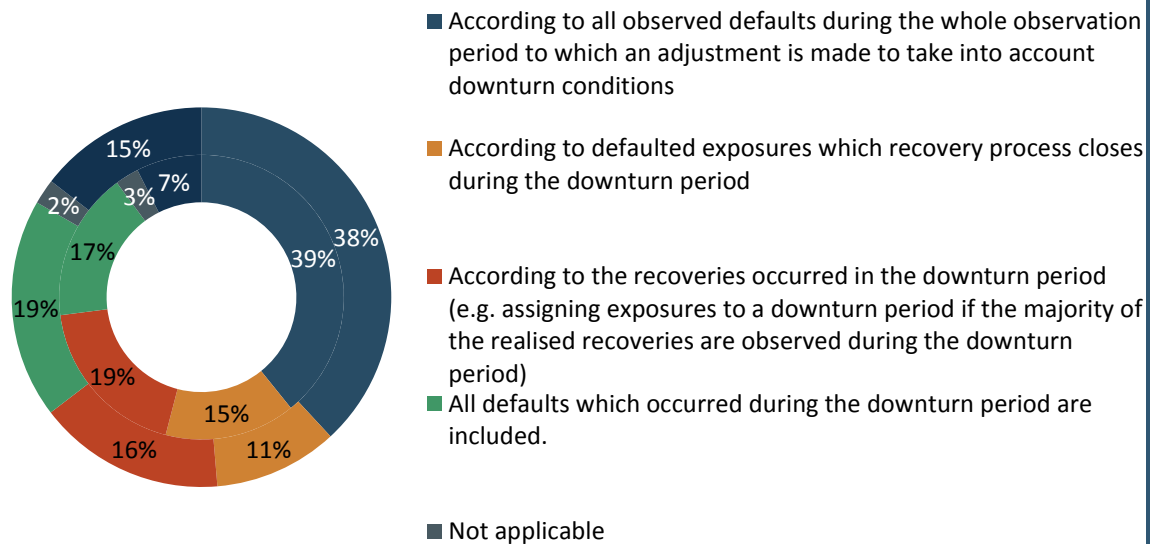 According to all observed defaults during the whole observation
period to which an adjustment is made to take into account
downturn conditions
According to defaulted exposures which recovery process closes
during the downturn period
According to the recoveries occurred in the downturn period
(e.g. assigning exposures to a downturn period if the majority of
the realised recoveries are observed during the downturn
period)
All defaults which occurred during the downturn period are
included.
Not applicable
15%
2%
3%
7%
38%
39%
17%
19%
19%
15%
16%
11%